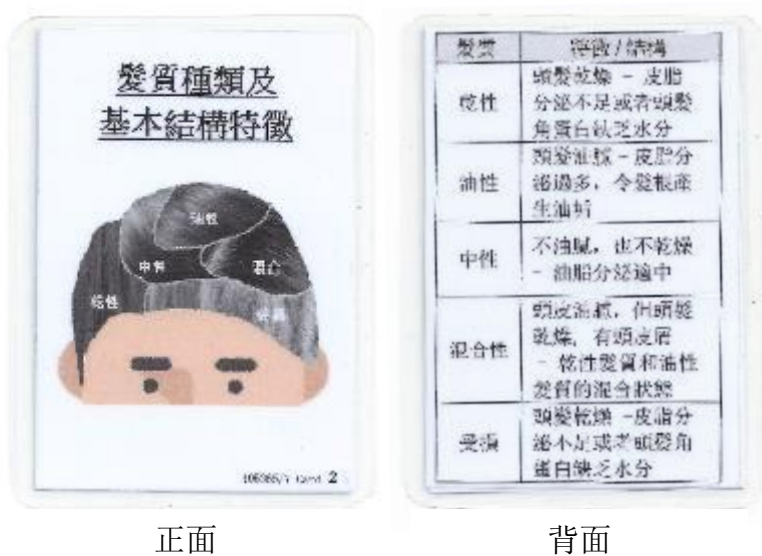 髮質種類及
基本結構特徵
油性
中性
混合
乾性
Card 2
正面
髮質
特徵 / 結構
乾性
頭髮乾燥 - 皮脂
分泌不足或者頭髮
角蛋白缺乏水分
油性
頭髮油膩 - 皮脂分
泌過多，令髮根產
生油垢
中性
不油膩，也不乾燥
- 油脂分泌適中
混合性
頭皮油膩，但頭髮
乾燥，有頭皮屑
- 乾性髮質和油性
髮質的混合狀態
受損
頭髮乾燥 -皮脂分
泌不足或者頭髮角
蛋白缺乏水分
背面